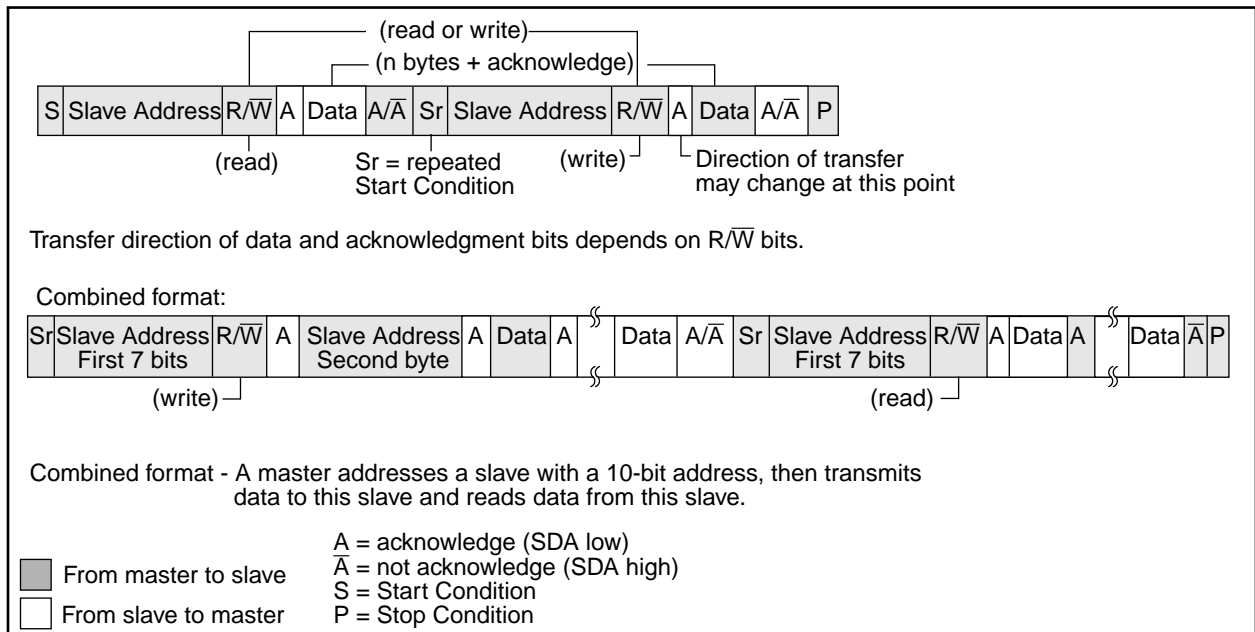 (read or write)
(n bytes + acknowledge)
S Slave Address R/W̅ A Data A/A̅ Sr Slave Address R/W̅ A Data A/A̅ P
(read) Sr = repeated (write) Direction of transfer
Start Condition may change at this point
Transfer direction of data and acknowledgment bits depends on R/W̅ bits.
Combined format:
Sr Slave Address R/W̅ A Slave Address A Data A Data A/A̅ Sr Slave Address R/W̅ A Data A Data A̅ P
First 7 bits Second byte First 7 bits
(write) (read)
Combined format - A master addresses a slave with a 10-bit address, then transmits
data to this slave and reads data from this slave.
A = acknowledge (SDA low)
A̅ = not acknowledge (SDA high)
From master to slave S = Start Condition
From slave to master P = Stop Condition